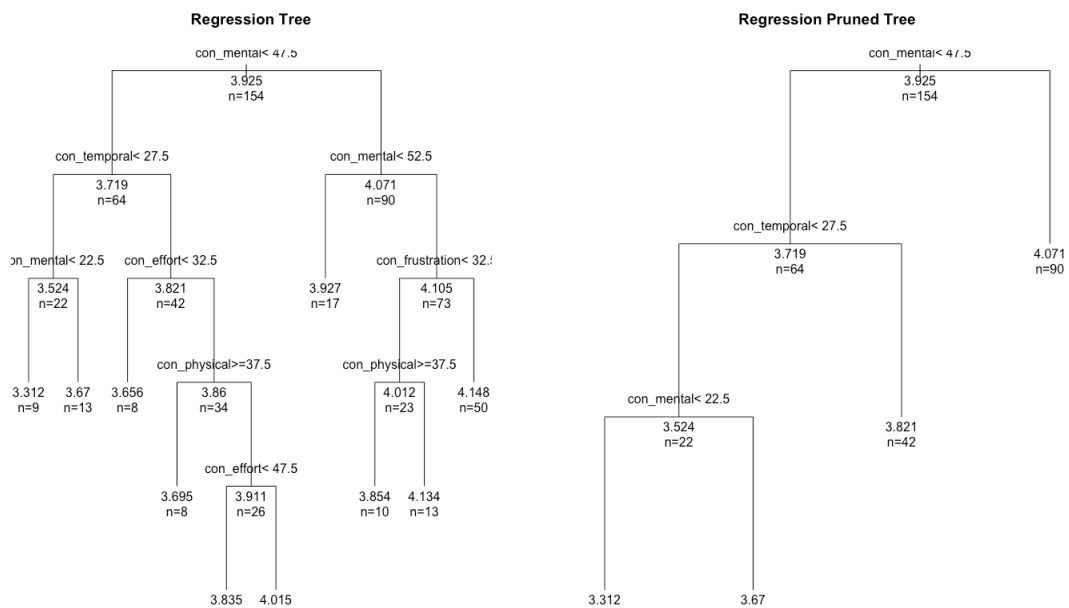 Regression Tree
con_mental< 47.5
3.925
n=154
con_temporal< 27.5
con_mental< 52.5
3.719
n=64
4.071
n=90
on_mental< 22.5
con_effort< 32.5
con_frustration< 32.
3.524
n=22
3.821
n=42
3.927
n=17
4.105
n=73
con_physical>=37.5
con_physical>=37.5
3.312
n=9
3.67
n=13
3.656
n=8
3.86
n=34
4.012
n=23
4.148
n=50
con_effort< 47.5
3.695
n=8
3.911
n=26
3.854
n=10
4.134
n=13
3.835
4.015
Regression Pruned Tree
con_mental< 47.5
3.925
n=154
con_temporal< 27.5
3.719
n=64
4.071
n=90
con_mental< 22.5
3.524
n=22
3.821
n=42
3.312
3.67